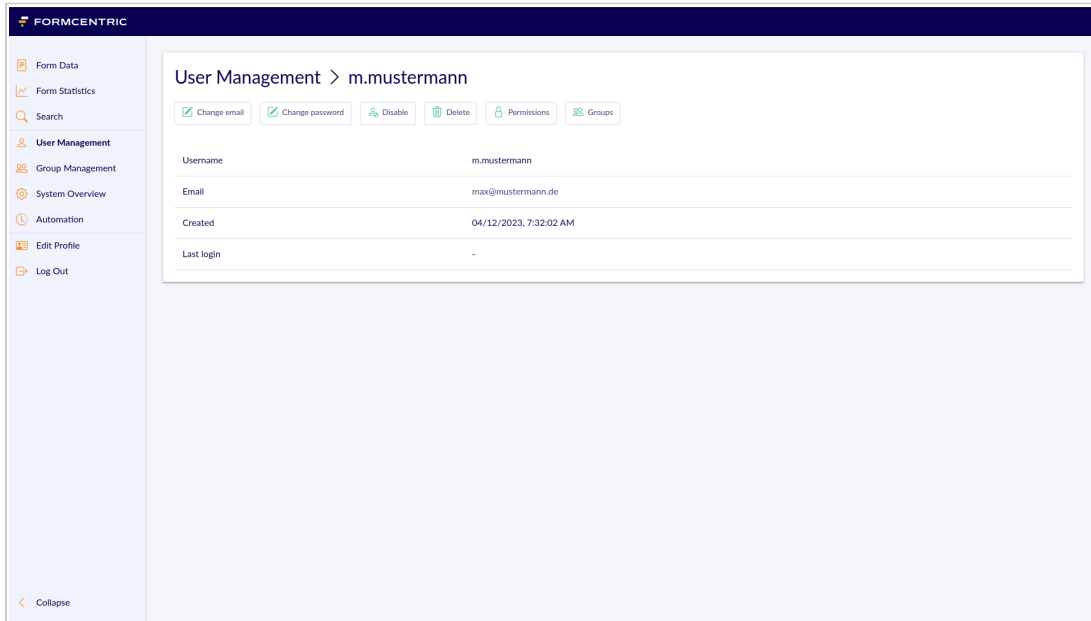 FORMCENTRIC
Form Data
Form Statistics
Search
User Management
Group Management
System Overview
Automation
Edit Profile
Log Out
Collapse
User Management > m.mustermann
Change email Change password Disable Delete Permissions Groups
Username m.mustermann
Email max@mustermann.de
Created 04/12/2023, 7:32:02 AM
Last login -